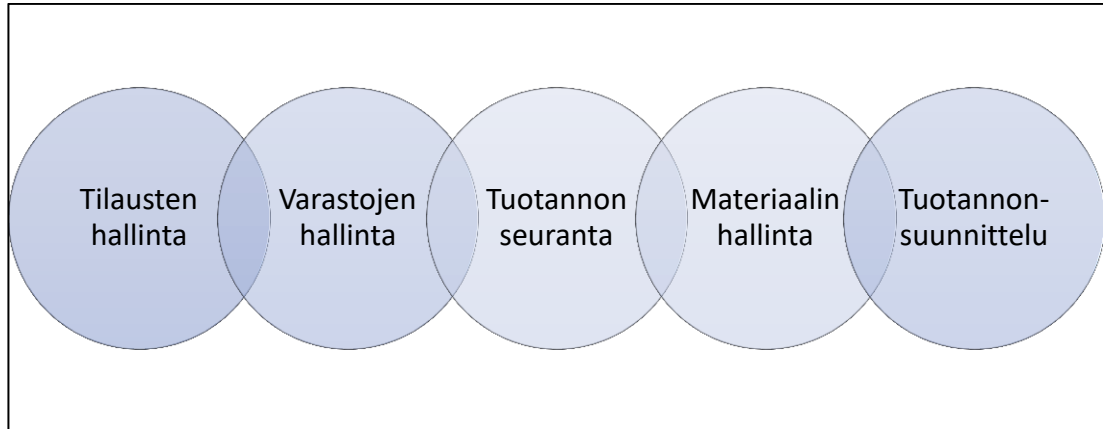 Tilausten
hallinta
Varastojen
hallinta
Tuotannon
seuranta
Materiaalin
hallinta
Tuotannon-
suunnittelu